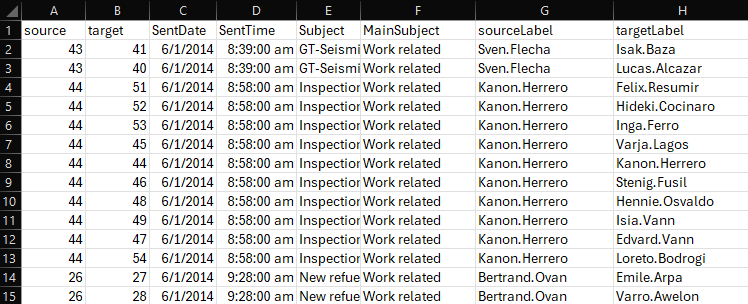 A B C D E F G H
1 source target SentDate SentTime Subject MainSubject sourceLabel targetLabel
2 43 41 6/1/2014 8:39:00 am GT-Seismi Work related Sven.Flecha Isak.Baza
3 43 40 6/1/2014 8:39:00 am GT-Seismi Work related Sven.Flecha Lucas.Alcazar
4 44 51 6/1/2014 8:58:00 am Inspection Work related Kanon.Herrero Felix.Resumir
5 44 52 6/1/2014 8:58:00 am Inspection Work related Kanon.Herrero Hideki.Cocinaro
6 44 53 6/1/2014 8:58:00 am Inspection Work related Kanon.Herrero Inga.Ferro
7 44 45 6/1/2014 8:58:00 am Inspection Work related Kanon.Herrero Varja.Lagos
8 44 44 6/1/2014 8:58:00 am Inspection Work related Kanon.Herrero Kanon.Herrero
9 44 46 6/1/2014 8:58:00 am Inspection Work related Kanon.Herrero Stenig.Fusil
10 44 48 6/1/2014 8:58:00 am Inspection Work related Kanon.Herrero Hennie.Osvaldo
11 44 49 6/1/2014 8:58:00 am Inspection Work related Kanon.Herrero Isia.Vann
12 44 47 6/1/2014 8:58:00 am Inspection Work related Kanon.Herrero Edvard.Vann
13 44 54 6/1/2014 8:58:00 am Inspection Work related Kanon.Herrero Loreto.Bodrogi
14 26 27 6/1/2014 9:28:00 am New refue Work related Bertrand.Ovan Emile.Arpa
15 26 28 6/1/2014 9:28:00 am New refue Work related Bertrand.Ovan Varro.Awelon